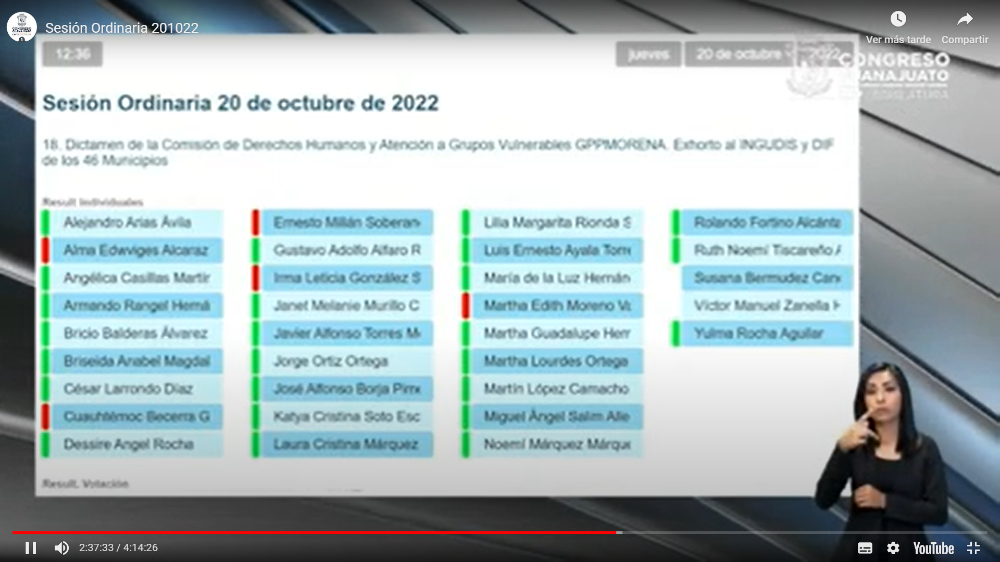 Sesión Ordinaria 201022
Ver más tarde
Compartir
12:36
jueves
20 de octubre
2022
CONGRESO
GUANAJUATO
Sesión Ordinaria 20 de octubre de 2022
18. Dictamen de la Comisión de Derechos Humanos y Atención a Grupos Vulnerables GPPMORENA. Exhorto al INGUDIS y DIF
de los 46 Municipios
Result Individuales
Alejandro Arias Ávila
Alma Edwviges Alcaraz
Angélica Casillas Martir
Armando Rangel Herná
Bricio Balderas Álvarez
Briseida Anabel Magdal
César Larrondo Díaz
Cuauhtémoc Becerra G
Dessire Angel Rocha
Ernesto Millán Soberan
Gustavo Adolfo Alfaro R
Irma Leticia González S
Janet Melanie Murillo C
Javier Alfonso Torres M
Jorge Ortiz Ortega
José Alfonso Borja Pim
Katya Cristina Soto Esc
Laura Cristina Márquez
Lilia Margarita Rionda S
Luis Ernesto Ayala Torr
María de la Luz Hernán
Martha Edith Moreno Va
Martha Guadalupe Herr
Martha Lourdes Ortega
Martín López Camacho
Miguel Ángel Salim Alle
Noemí Márquez Márque
Rolando Fortino Alcánta
Ruth Noemí Tiscareño A
Susana Bermudez Can
Víctor Manuel Zanella H
Yulma Rocha Aguilar
Result. Votación
2:37:33 / 4:14:26
YouTube